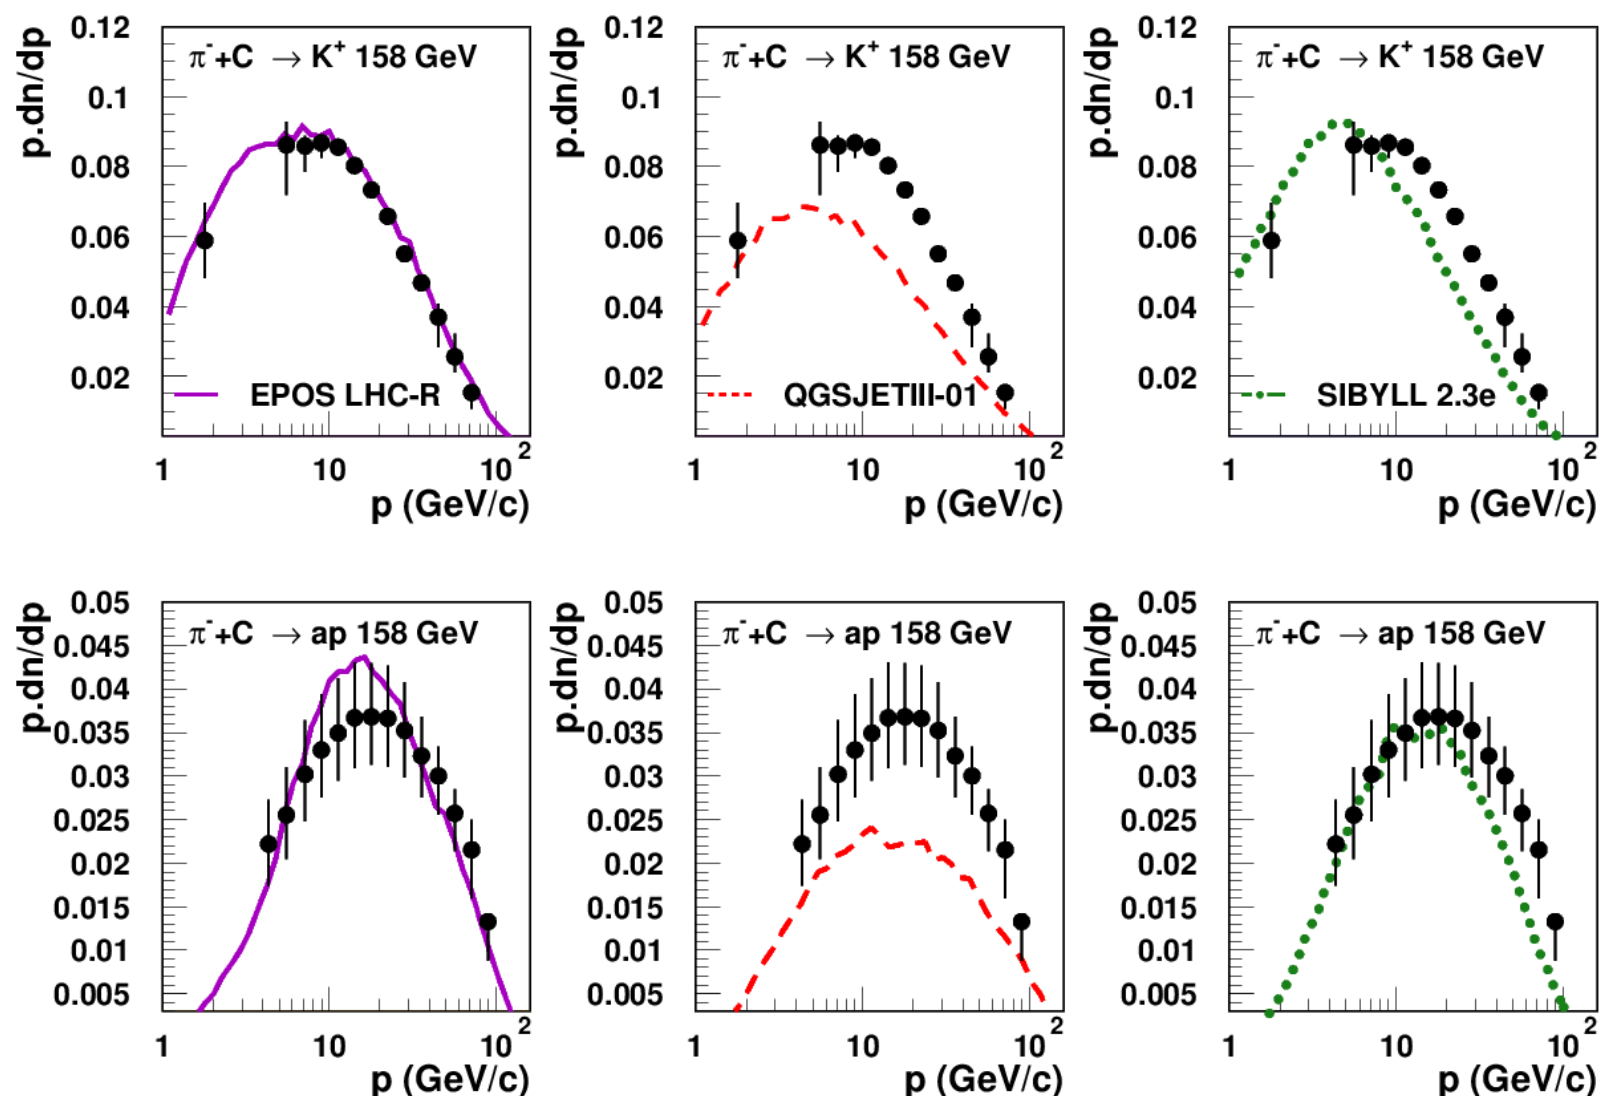 p.dn/dp
0.12
0.1
0.08
0.06
0.04
0.02
π⁻+C → K⁺ 158 GeV
EPOS LHC-R
1 10 10²
p (GeV/c)
p.dn/dp
0.12
0.1
0.08
0.06
0.04
0.02
π⁻+C → K⁺ 158 GeV
QGSJETIII-01
1 10 10²
p (GeV/c)
p.dn/dp
0.12
0.1
0.08
0.06
0.04
0.02
π⁻+C → K⁺ 158 GeV
SIBYLL 2.3e
1 10 10²
p (GeV/c)
p.dn/dp
0.05
0.045
0.04
0.035
0.03
0.025
0.02
0.015
0.01
0.005
π⁻+C → ap 158 GeV
1 10 10²
p (GeV/c)
p.dn/dp
0.05
0.045
0.04
0.035
0.03
0.025
0.02
0.015
0.01
0.005
π⁻+C → ap 158 GeV
1 10 10²
p (GeV/c)
p.dn/dp
0.05
0.045
0.04
0.035
0.03
0.025
0.02
0.015
0.01
0.005
π⁻+C → ap 158 GeV
1 10 10²
p (GeV/c)